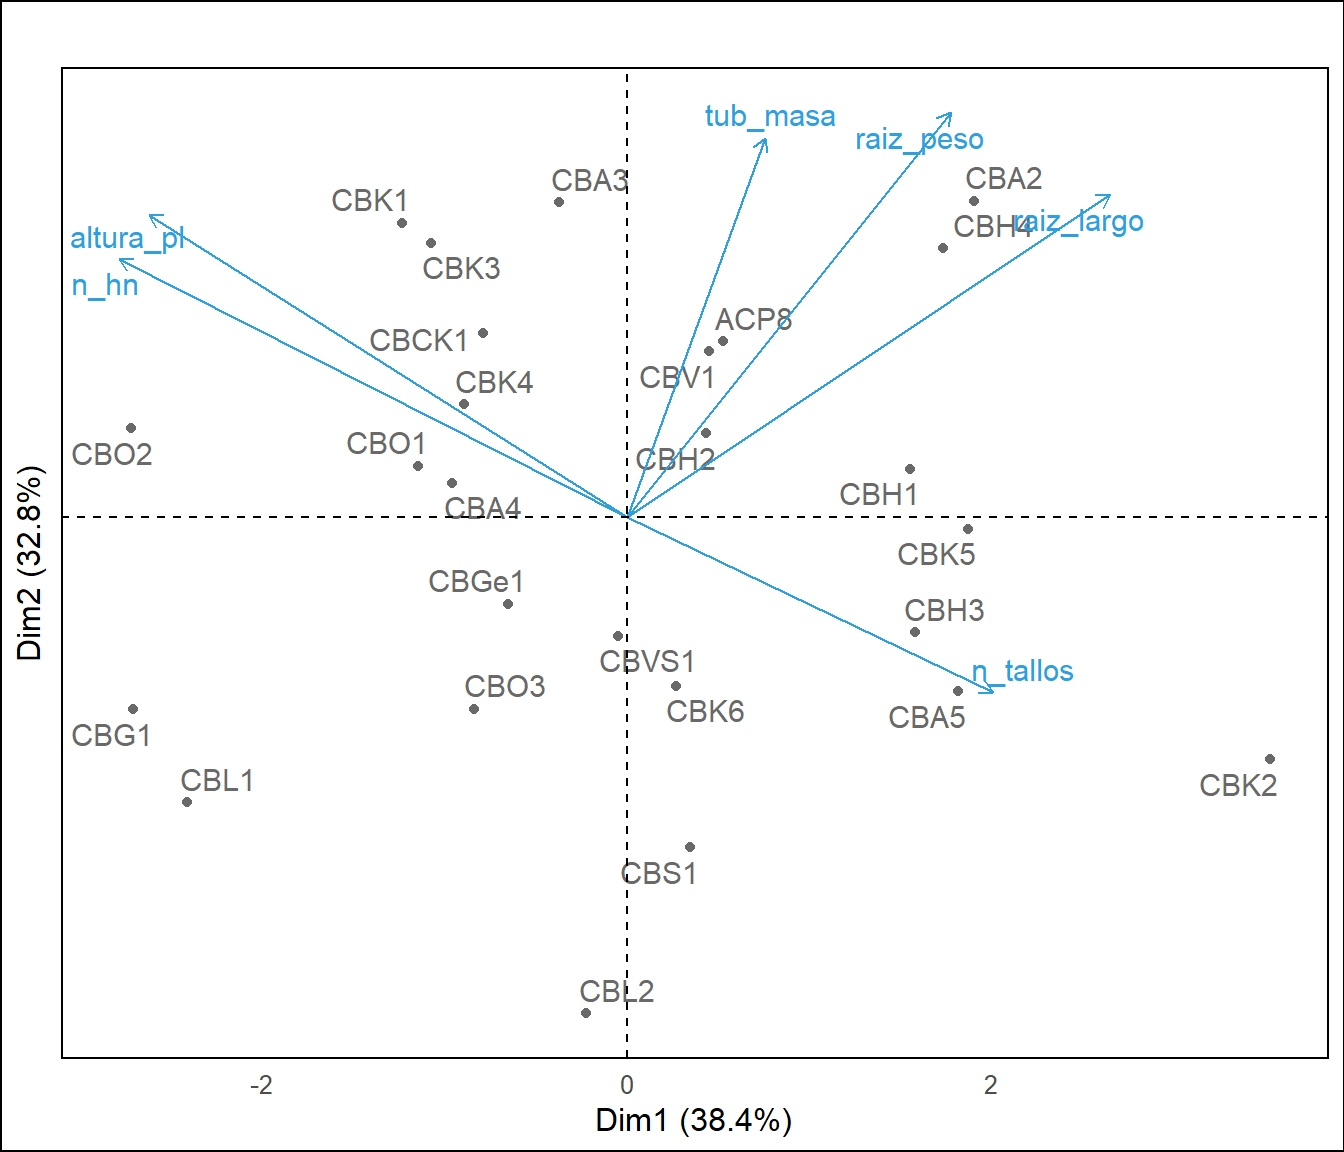 tub_masa
raiz_peso
CBA3
CBA2
CBK1
CBH4
raiz_largo
altura_pl
CBK3
n_hn
ACP8
CBCK1
CBV1
CBK4
CBO1
CBO2
CBH2
CBH1
CBA4
CBK5
CBGe1
CBH3
CBVS1
n_tallos
CBO3
CBK6
CBA5
CBG1
CBL1
CBK2
CBS1
CBL2
-2
0
2
Dim1 (38.4%)
Dim2 (32.8%)